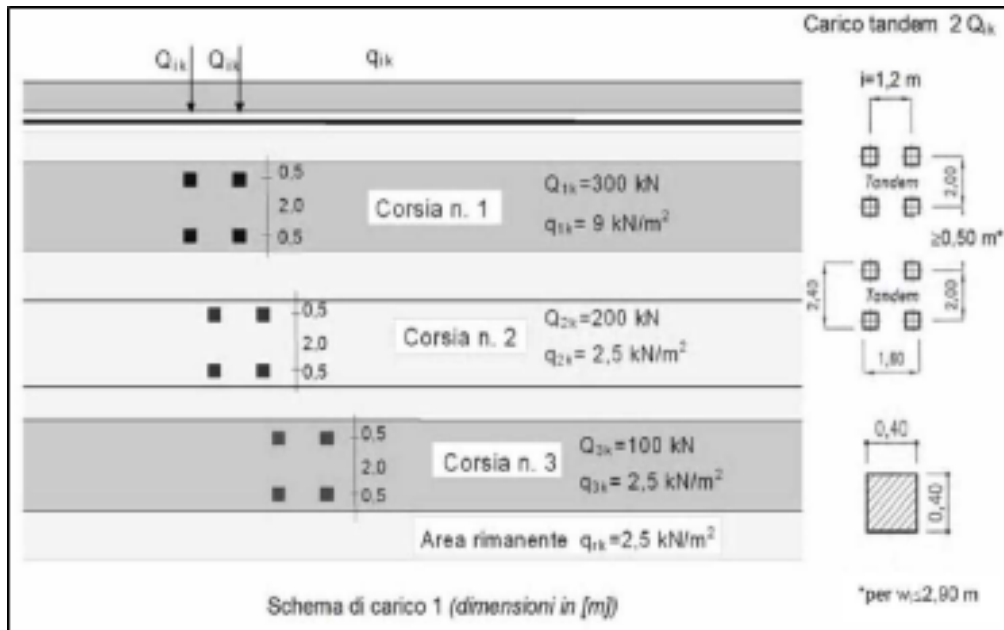 Carico tandem 2 Qik
Qik Qik qik
i=1,2 m
0.5
2.0
0.5
Corsia n. 1
Q1k=300 kN
q1k= 9 kN/m²
Tandem
2,00
≥0,50 m*
0.5
2.0
0.5
Corsia n. 2
Q2k=200 kN
q2k= 2,5 kN/m²
2,40
Tandem
2,00
1,60
0.5
2.0
0.5
Corsia n. 3
Q3k=100 kN
q3k= 2,5 kN/m²
0,40
0,40
Area rimanente qrk=2,5 kN/m²
Schema di carico 1 (dimensioni in [m])
*per wl≤2,90 m